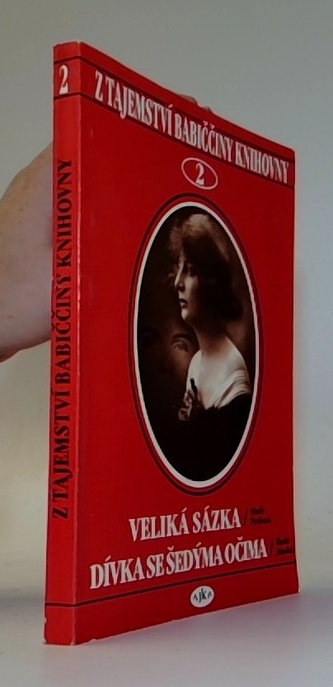 2
Z TAJEMSTVÍ BABIČČINY KNIHOVNY
Z TAJEMSTVÍ BABIČČINY KNIHOVNY
2
VELIKÁ SÁZKA /
DÍVKA SE ŠEDÝMA OČIMA /
AJKA